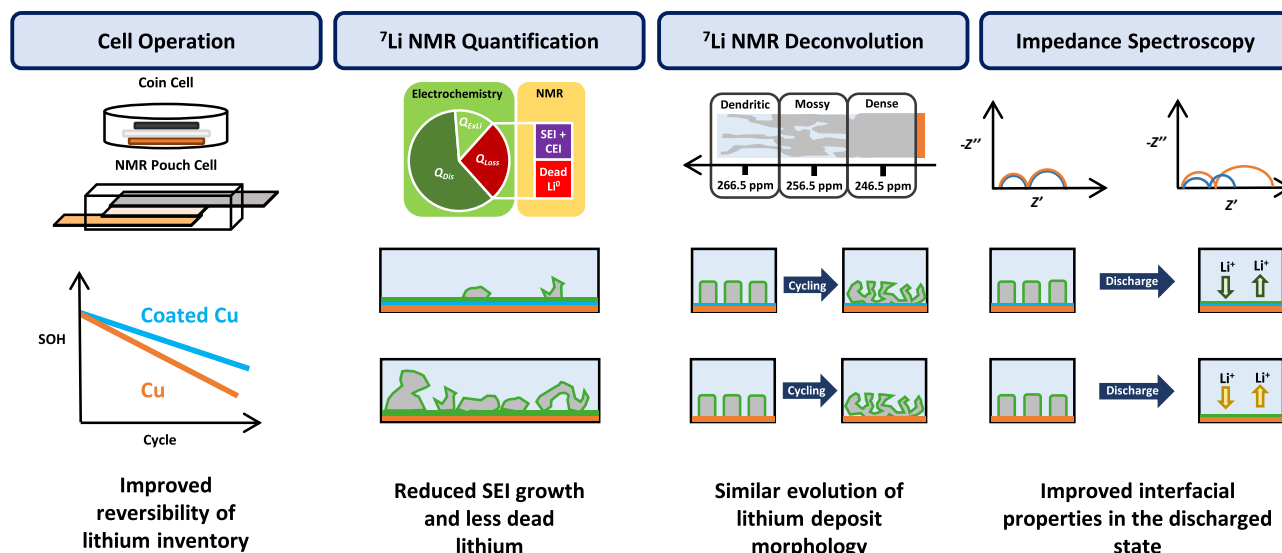 Cell Operation
Coin Cell
NMR Pouch Cell
SOH
Coated Cu
Cu
Cycle
Improved
reversibility of
lithium inventory
⁷Li NMR Quantification
Electrochemistry
NMR
Q_ExLi
Q_Loss
Q_Dis
SEI +
CEI
Dead
Li⁰
Reduced SEI growth
and less dead
lithium
⁷Li NMR Deconvolution
Dendritic
Mossy
Dense
266.5 ppm
256.5 ppm
246.5 ppm
Cycling
Cycling
Similar evolution of
lithium deposit
morphology
Impedance Spectroscopy
-Z''
Z'
-Z''
Z'
Discharge
Li⁺
Li⁺
Discharge
Li⁺
Li⁺
Improved interfacial
properties in the discharged
state